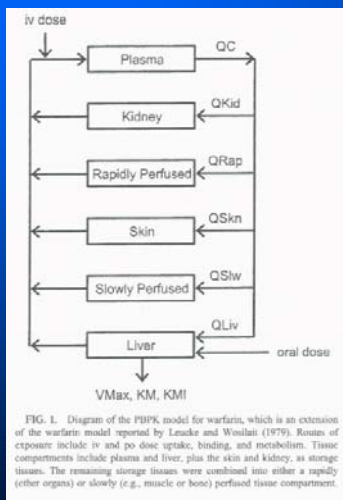 iv dose
Plasma
QC
Kidney
QKid
Rapidly Perfused
QRap
Skin
QSkn
Slowly Perfused
QSlw
Liver
QLiv
oral dose
VMax, KM, KMI
FIG. 1. Diagram of the PBPK model for warfarin, which is an extension
of the warfarin model reported by Leucke and Wosilait (1979). Routes of
exposure include iv and po dose uptake, binding, and metabolism. Tissue
compartments include plasma and liver, plus the skin and kidney, as storage
tissues. The remaining storage tissues were combined into either a rapidly
(other organs) or slowly (e.g., muscle or bone) perfused tissue compartment.